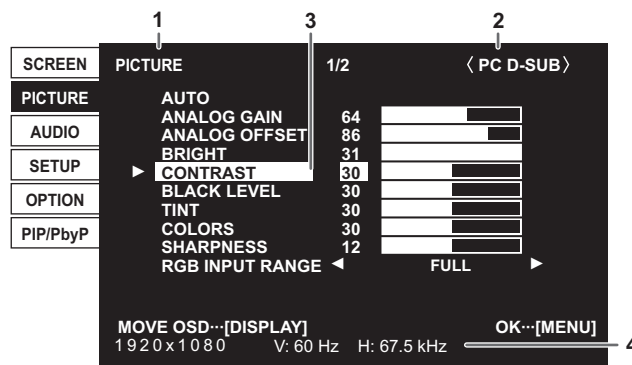 1 3 2
SCREEN
PICTURE
AUDIO
SETUP
OPTION
PIP/PbyP
PICTURE 1/2 〈 PC D-SUB〉
AUTO
ANALOG GAIN 64
ANALOG OFFSET 86
BRIGHT 31
▶ CONTRAST 30
BLACK LEVEL 30
TINT 30
COLORS 30
SHARPNESS 12
RGB INPUT RANGE ◀ FULL ▶
MOVE OSD···[DISPLAY] OK···[MENU]
1920x1080 V: 60 Hz H: 67.5 kHz 4